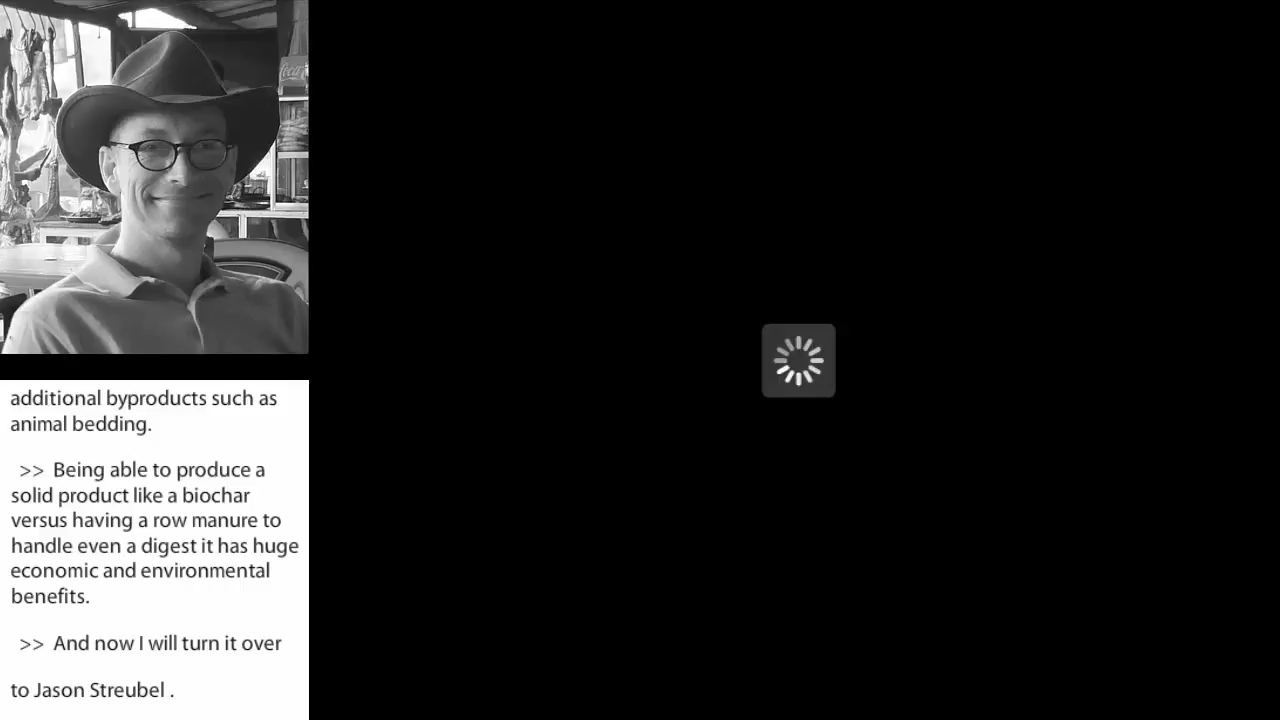 Coca
additional byproducts such as
animal bedding.
>> Being able to produce a
solid product like a biochar
versus having a row manure to
handle even a digest it has huge
economic and environmental
benefits.
>> And now I will turn it over
to Jason Streubel .